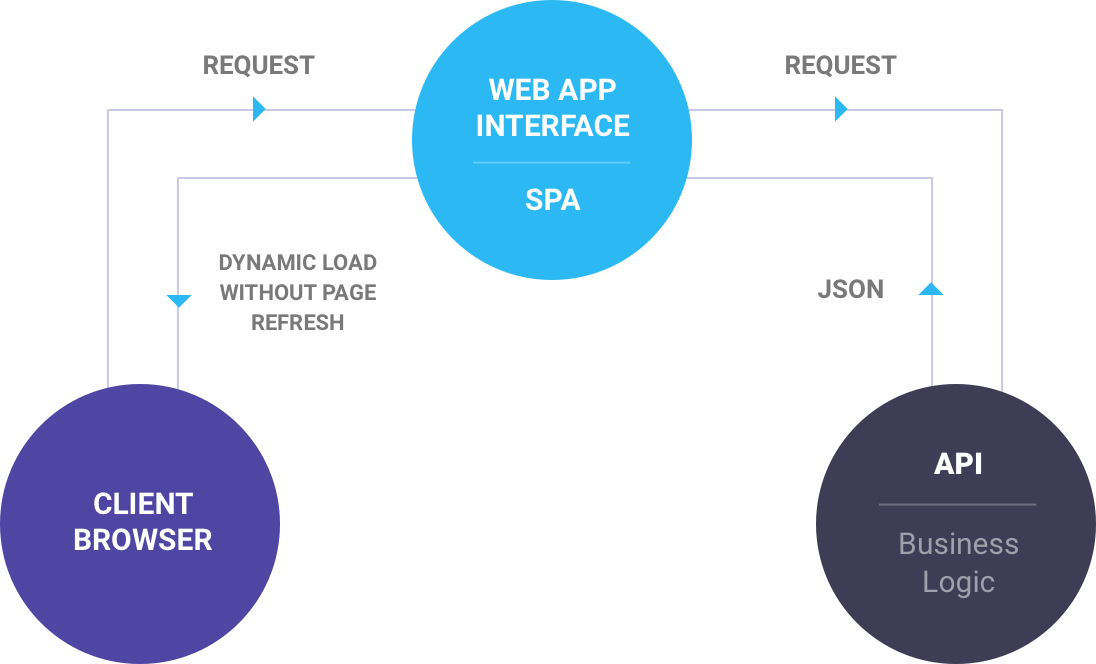 REQUEST
REQUEST
WEB APP
INTERFACE
SPA
DYNAMIC LOAD
WITHOUT PAGE
REFRESH
JSON
CLIENT
BROWSER
API
Business
Logic